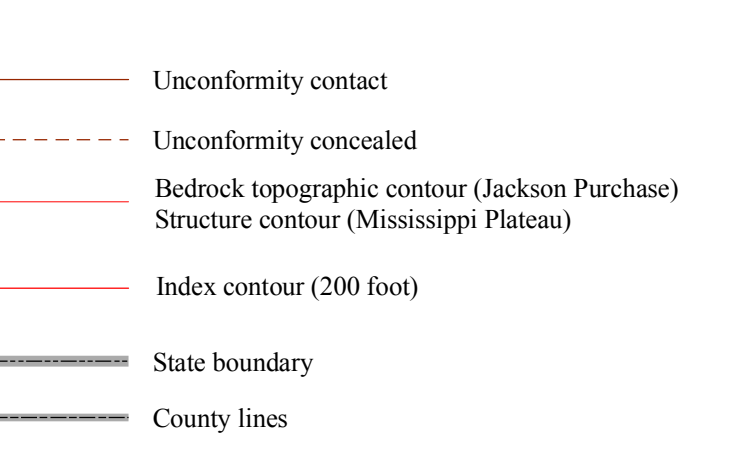 Unconformity contact
Unconformity concealed
Bedrock topographic contour (Jackson Purchase)
Structure contour (Mississippi Plateau)
Index contour (200 foot)
State boundary
County lines